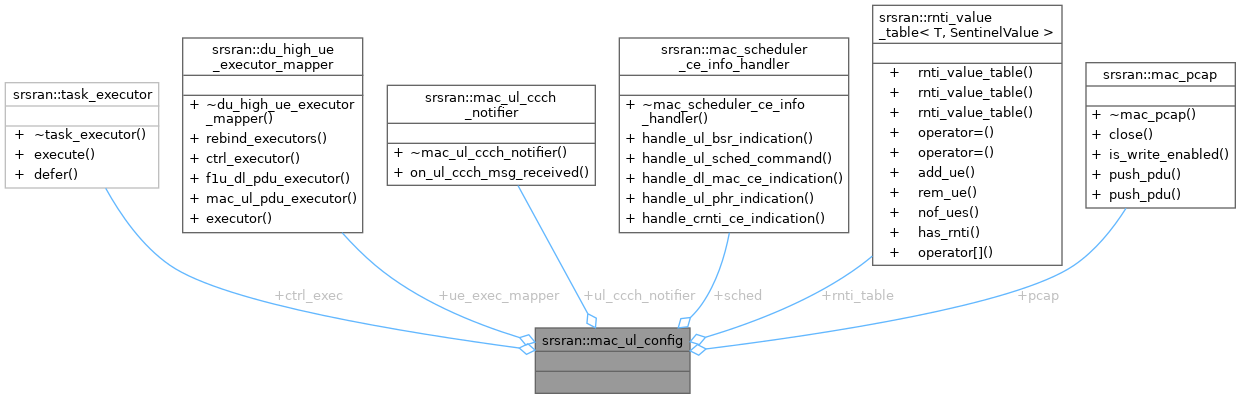 srsran::task_executor
+ ~task_executor()
+ execute()
+ defer()
srsran::du_high_ue
_executor_mapper
+ ~du_high_ue_executor
_mapper()
+ rebind_executors()
+ ctrl_executor()
+ f1u_dl_pdu_executor()
+ mac_ul_pdu_executor()
+ executor()
srsran::mac_ul_ccch
_notifier
+ ~mac_ul_ccch_notifier()
+ on_ul_ccch_msg_received()
srsran::mac_scheduler
_ce_info_handler
+ ~mac_scheduler_ce_info
_handler()
+ handle_ul_bsr_indication()
+ handle_ul_sched_command()
+ handle_dl_mac_ce_indication()
+ handle_ul_phr_indication()
+ handle_crnti_ce_indication()
srsran::rnti_value
_table< T, SentinelValue >
+ rnti_value_table()
+ rnti_value_table()
+ rnti_value_table()
+ operator=()
+ operator=()
+ add_ue()
+ rem_ue()
+ nof_ues()
+ has_rnti()
+ operator[]()
srsran::mac_pcap
+ ~mac_pcap()
+ close()
+ is_write_enabled()
+ push_pdu()
+ push_pdu()
+ctrl_exec
+ue_exec_mapper
+ul_ccch_notifier
+sched
+rnti_table
+pcap
srsran::mac_ul_config